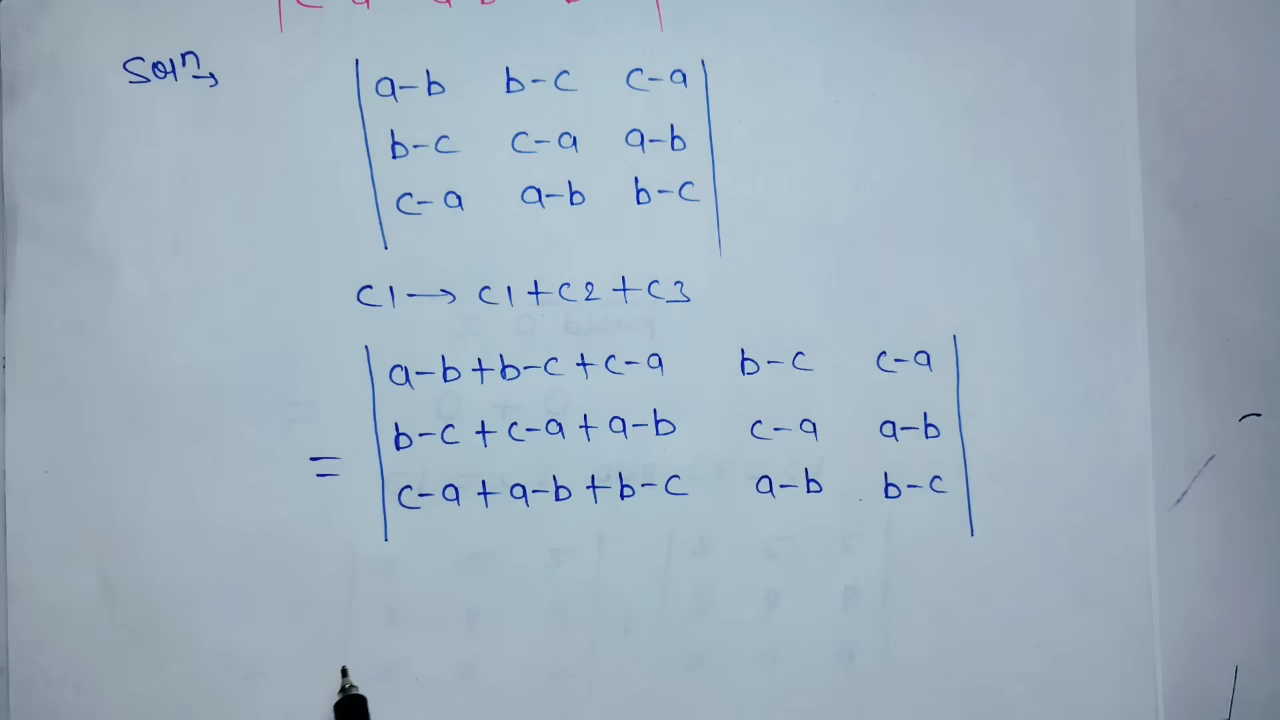 Soln→
a-b b-c c-a
b-c c-a a-b
c-a a-b b-c
C1 → C1+C2+C3
a-b+b-c+c-a b-c c-a
b-c+c-a+a-b c-a a-b
= c-a+a-b+b-c a-b b-c